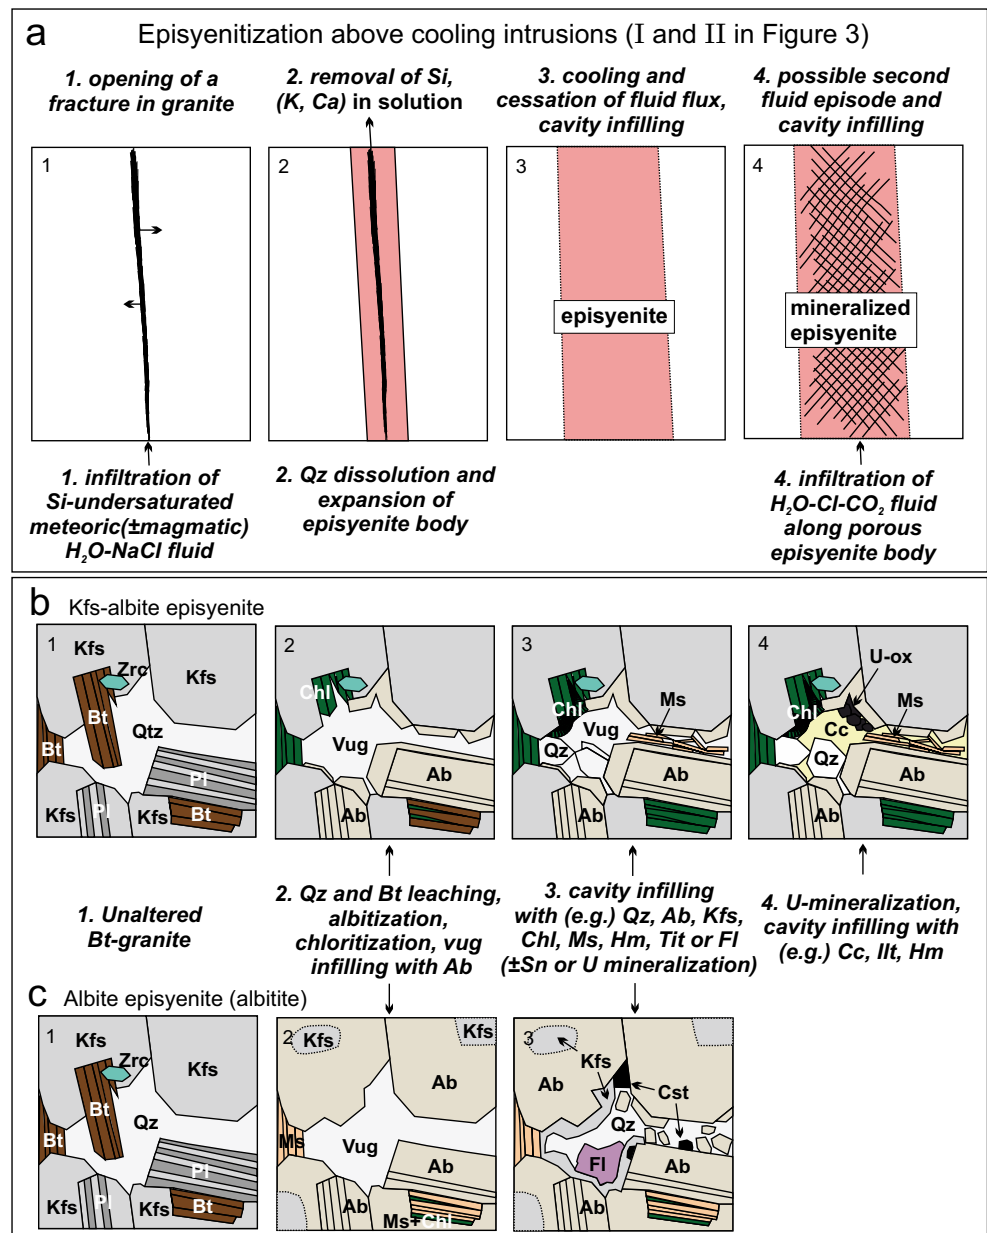 a
Episyenitization above cooling intrusions (I and II in Figure 3)
1. opening of a
fracture in granite
2. removal of Si,
(K, Ca) in solution
3. cooling and
cessation of fluid flux,
cavity infilling
4. possible second
fluid episode and
cavity infilling
1
2
3
4
episyenite
mineralized
episyenite
1. infiltration of
Si-undersaturated
meteoric(±magmatic)
H₂O-NaCl fluid
2. Qz dissolution and
expansion of
episyenite body
4. infiltration of
H₂O-Cl-CO₂ fluid
along porous
episyenite body
b
Kfs-albite episyenite
1
Kfs
Zrc
Kfs
Bt
Qtz
Bt
Pl
Kfs
Pl
Kfs
Bt
2
Chl
Vug
Ab
Ab
3
Chl
Vug
Ms
Qz
Ab
Ab
4
U-ox
Chl
Ms
Cc
Qz
Ab
Ab
1. Unaltered
Bt-granite
2. Qz and Bt leaching,
albitization,
chloritization, vug
infilling with Ab
3. cavity infilling
with (e.g.) Qz, Ab, Kfs,
Chl, Ms, Hm, Tit or Fl
(±Sn or U mineralization)
4. U-mineralization,
cavity infilling with
(e.g.) Cc, Ilt, Hm
c
Albite episyenite (albitite)
1
Kfs
Zrc
Kfs
Bt
Qz
Bt
Pl
Kfs
Pl
Kfs
Bt
2
Kfs
Kfs
Ab
Ms
Vug
Ab
Ab
Ms+Chl
3
Kfs
Ab
Cst
Qz
Fl
Ab
Ab